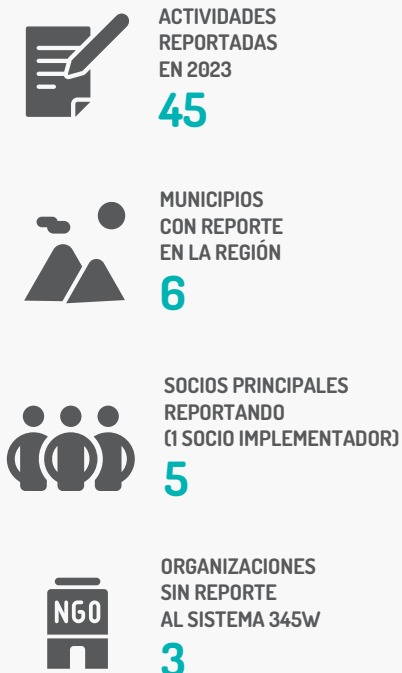 ACTIVIDADES
REPORTADAS
EN 2023
45
MUNICIPIOS
CON REPORTE
EN LA REGIÓN
6
SOCIOS PRINCIPALES
REPORTANDO
(1 SOCIO IMPLEMENTADOR)
5
NGO
ORGANIZACIONES
SIN REPORTE
AL SISTEMA 345W
3